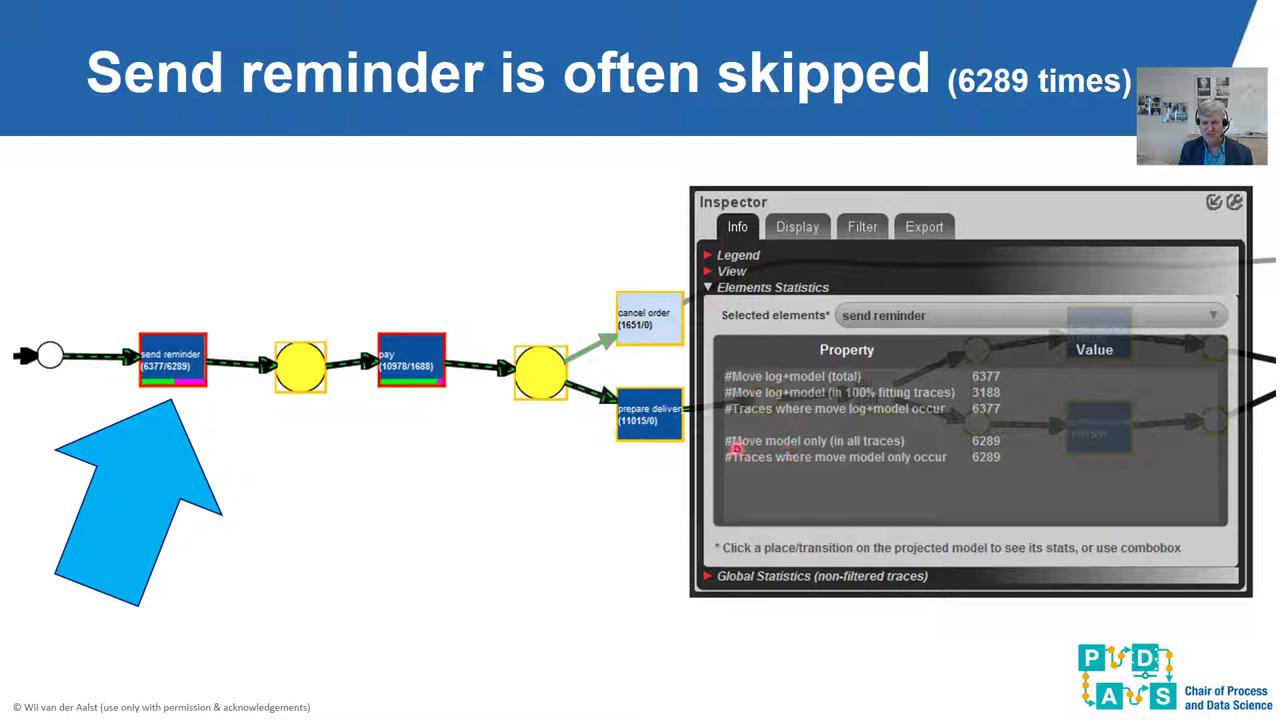 Send reminder is often skipped (6289 times)
Inspector
Info Display Filter Export
Legend
View
Elements Statistics
Selected elements* send reminder
Property Value
#Move log+model (total) 6377
#Move log+model (in 100% fitting traces) 3188
#Traces where move log+model occur 6377
#Move model only (in all traces) 6289
#Traces where move model only occur 6289
* Click a place/transition on the projected model to see its stats, or use combobox
Global Statistics (non-filtered traces)
send reminder
(6377/6289)
pay
(10978/1688)
cancel order
(1651/0)
prepare deliver
(11015/0)
P D
A S
Chair of Process
and Data Science
© Wil van der Aalst (use only with permission & acknowledgements)